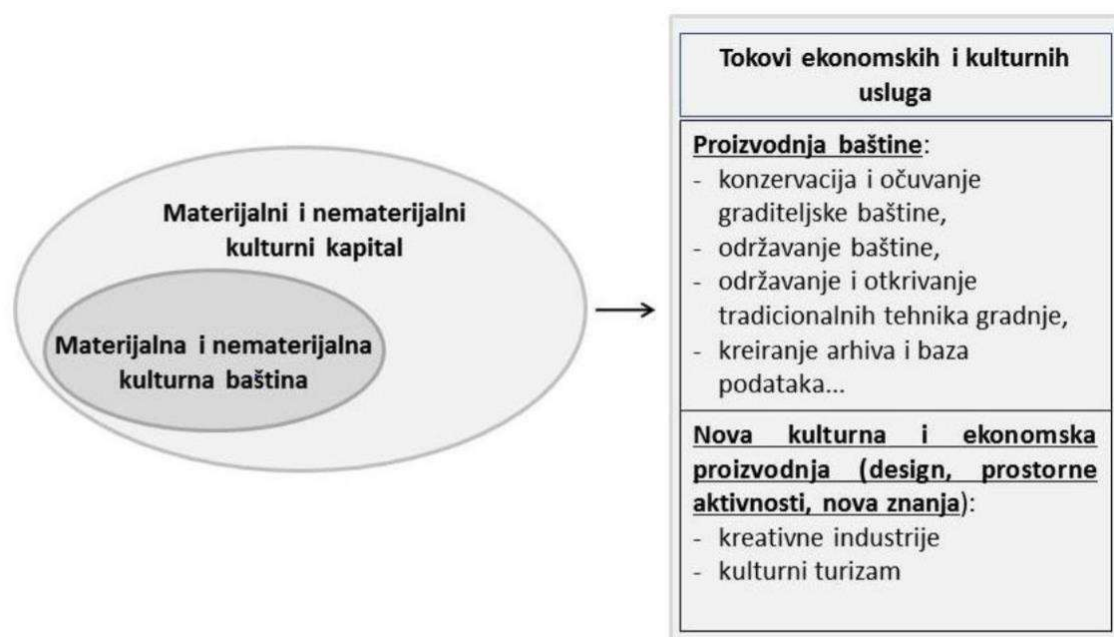 Materijalni i nematerijalni
kulturni kapital
Materijalna i nematerijalna
kulturna baština
Tokovi ekonomskih i kulturnih
usluga
Proizvodnja baštine:
- konzervacija i očuvanje
graditeljske baštine,
- održavanje baštine,
- održavanje i otkrivanje
tradicionalnih tehnika gradnje,
- kreiranje arhiva i baza
podataka...
Nova kulturna i ekonomska
proizvodnja (design, prostorne
aktivnosti, nova znanja):
- kreativne industrije
- kulturni turizam